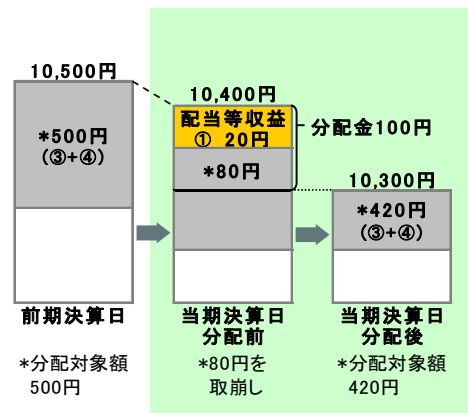 10,500円
*500円
(③+④)
前期決算日
*分配対象額
500円
10,400円
配当等収益
① 20円
*80円
分配金100円
当期決算日
分配前
*80円を
取崩し
10,300円
*420円
(③+④)
当期決算日
分配後
*分配対象額
420円